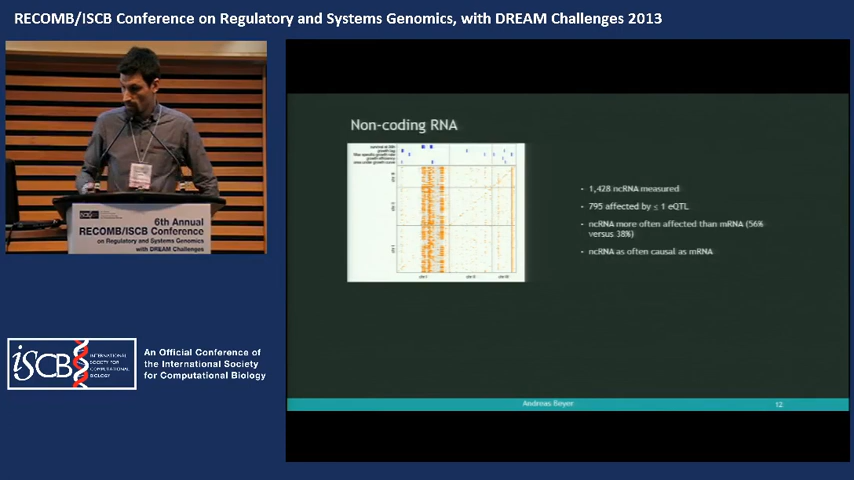 RECOMB/ISCB Conference on Regulatory and Systems Genomics, with DREAM Challenges 2013
6th Annual
RECOMB/ISCB Conference
on Regulatory and Systems Genomics
with DREAM Challenges
iSCB
INTERNATIONAL
SOCIETY FOR
COMPUTATIONAL
BIOLOGY
An Official Conference of
the International Society
for Computational Biology
Non-coding RNA
• 1,428 ncRNA measured
• 795 affected by ≤ 1 eQTL
• ncRNA more often affected than mRNA (56%
versus 38%)
• ncRNA as often causal as mRNA
Andreas Beyer
12